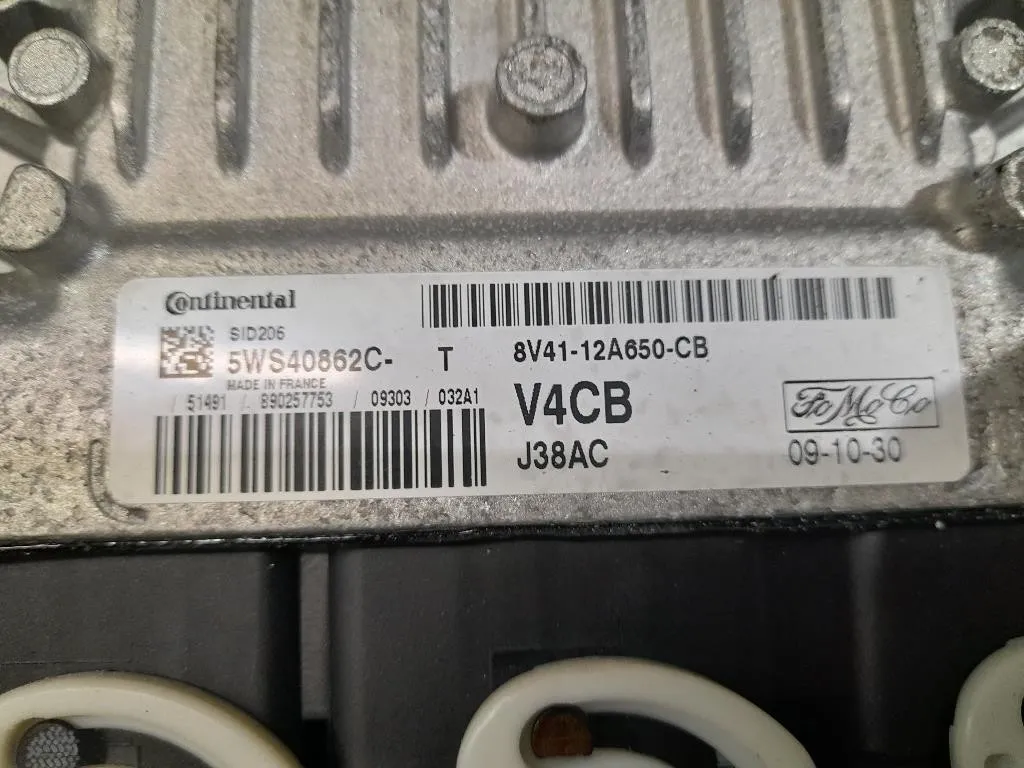 Continental
SID206
5WS40862C- T
MADE IN FRANCE
/ 51491 / 890257753 / 09303 / 032A1
8V41-12A650-CB
V4CB
FoMoCo
J38AC
09-10-30